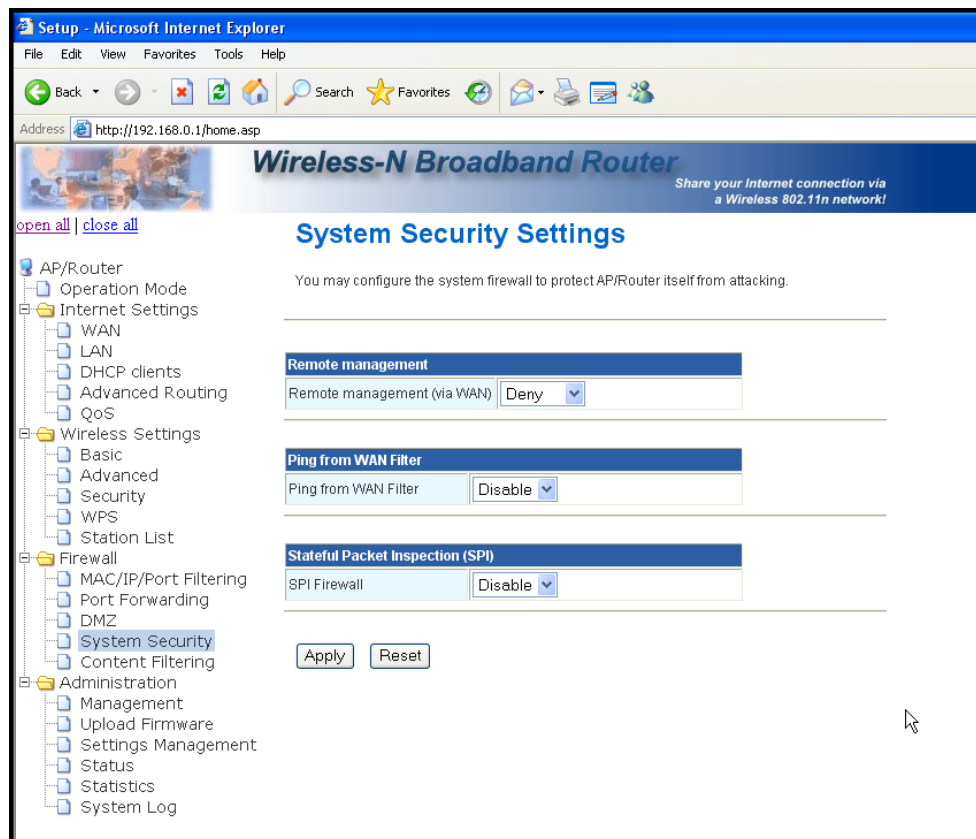 Setup - Microsoft Internet Explorer
File Edit View Favorites Tools Help
Back Search Favorites
Address http://192.168.0.1/home.asp
Wireless-N Broadband Router
Share your Internet connection via
a Wireless 802.11n network!
open all | close all
AP/Router
Operation Mode
Internet Settings
WAN
LAN
DHCP clients
Advanced Routing
QoS
Wireless Settings
Basic
Advanced
Security
WPS
Station List
Firewall
MAC/IP/Port Filtering
Port Forwarding
DMZ
System Security
Content Filtering
Administration
Management
Upload Firmware
Settings Management
Status
Statistics
System Log
System Security Settings
You may configure the system firewall to protect AP/Router itself from attacking.
Remote management
Remote management (via WAN) Deny
Ping from WAN Filter
Ping from WAN Filter Disable
Stateful Packet Inspection (SPI)
SPI Firewall Disable
Apply Reset